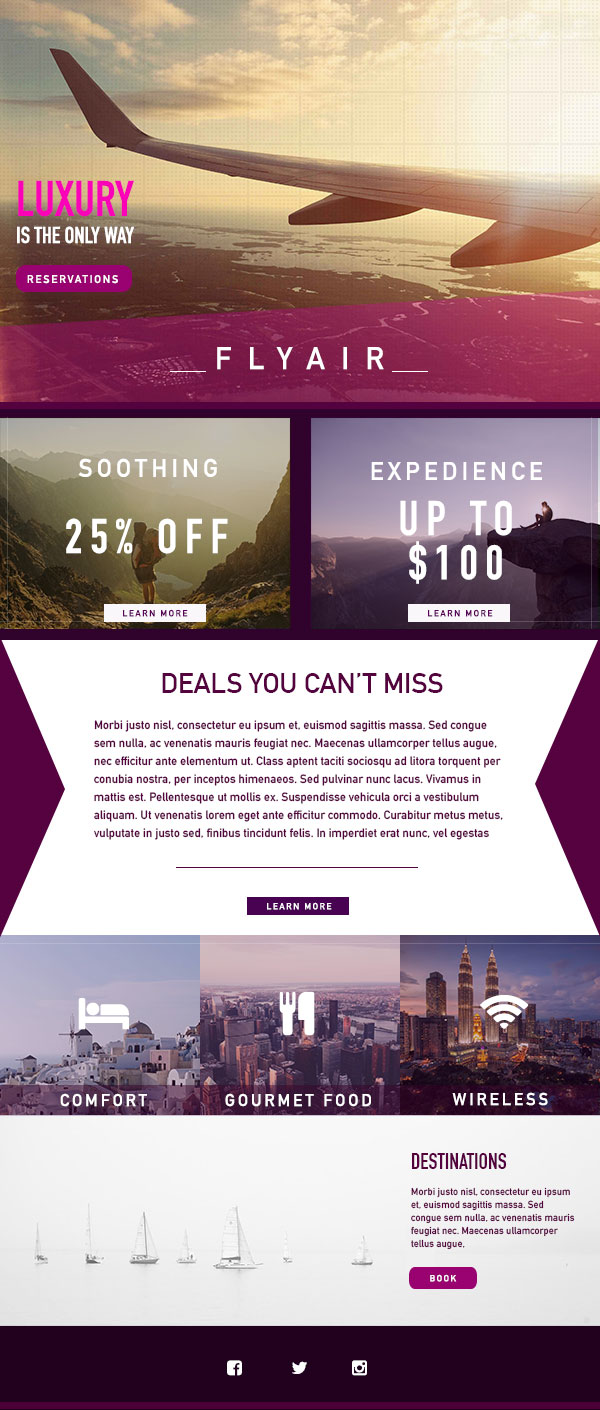 LUXURY
IS THE ONLY WAY
RESERVATIONS
FLYAIR
SOOTHING
25% OFF
LEARN MORE
EXPEDIENCE
UP TO
$100
LEARN MORE
DEALS YOU CAN'T MISS
Morbi justo nisl, consectetur eu ipsum et, euismod sagittis massa. Sed congue
sem nulla, ac venenatis mauris feugiat nec. Maecenas ullamcorper tellus augue,
nec efficitur ante elementum ut. Class aptent taciti sociosqu ad litora torquent per
conubia nostra, per inceptos himenaeos. Sed pulvinar nunc lacus. Vivamus in
mattis est. Pellentesque ut mollis ex. Suspendisse vehicula orci a vestibulum
aliquam. Ut venenatis lorem eget ante efficitur commodo. Curabitur metus metus,
vulputate in justo sed, finibus tincidunt felis. In imperdiet erat nunc, vel egestas
LEARN MORE
COMFORT
GOURMET FOOD
WIRELESS
DESTINATIONS
Morbi justo nisl, consectetur eu ipsum
et, euismod sagittis massa. Sed
congue sem nulla, ac venenatis mauris
feugiat nec. Maecenas ullamcorper
tellus augue,
BOOK